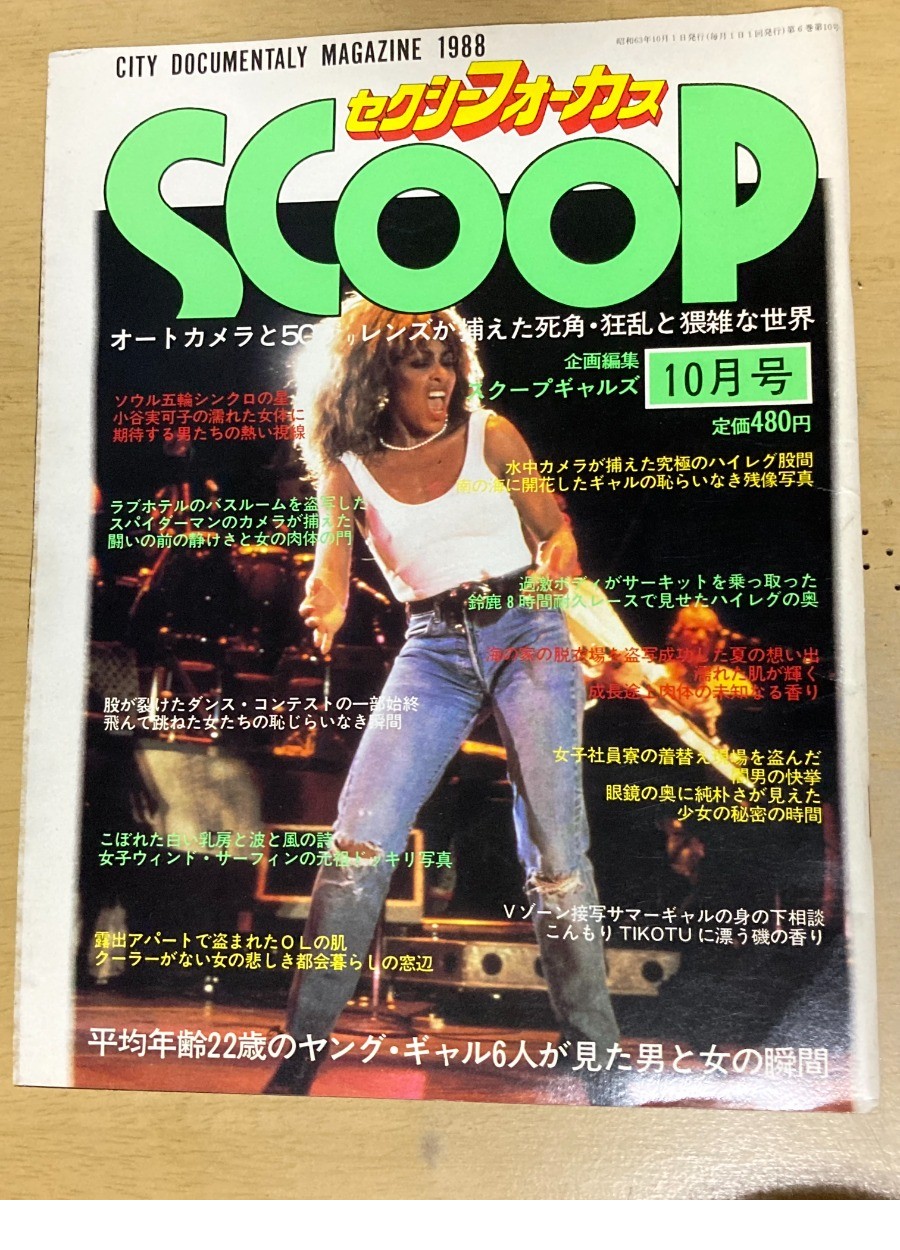 CITY DOCUMENTALY MAGAZINE 1988
昭和63年10月1日発行(毎月1日1回発行)第6巻第10号
セクシーフォーカス
SCOOP
オートカメラと50 リレンズが捕えた死角・狂乱と猥雑な世界
企画編集
スクープギャルズ
10月号
定価480円
ソウル五輪シンクロの星
小谷実可子の濡れた女体に
期待する男たちの熱い視線
水中カメラが捕えた究極のハイレグ股間
南の海に開花したギャルの恥らいなき残像写真
ラブホテルのバスルームを盗写した
スパイダーマンのカメラが捕えた
闘いの前の静けさと女の肉体の門
過激ボディがサーキットを乗っ取った
鈴鹿8時間耐久レースで見せたハイレグの奥
海の家の脱衣場を盗写成功した夏の想い出
濡れた肌が輝く
成長途上肉体の未知なる香り
股が裂けたダンス・コンテストの一部始終
飛んで跳ねた女たちの恥じらいなき瞬間
女子社員寮の着替え現場を盗んだ
闇男の快挙
眼鏡の奥に純朴さが見えた
少女の秘密の時間
こぼれた白い乳房と波と風の詩
女子ウィンド・サーフィンの元祖ドッキリ写真
Vゾーン接写サマーギャルの身の下相談
こんもりTIKOTUに漂う磯の香り
露出アパートで盗まれたOLの肌
クーラーがない女の悲しき都会暮らしの窓辺
平均年齢22歳のヤング・ギャル6人が見た男と女の瞬間